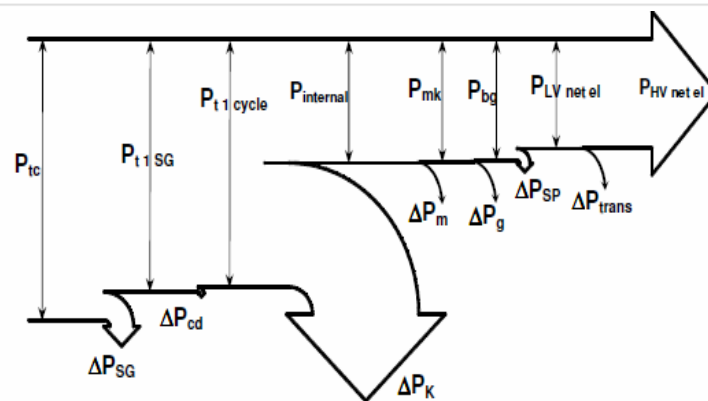 P_tc
P_t 1 SG
P_t 1 cycle
P_internal
P_mk
P_bg
P_LV net el
P_HV net el
ΔP_m
ΔP_g
ΔP_SP
ΔP_trans
ΔP_cd
ΔP_SG
ΔP_K